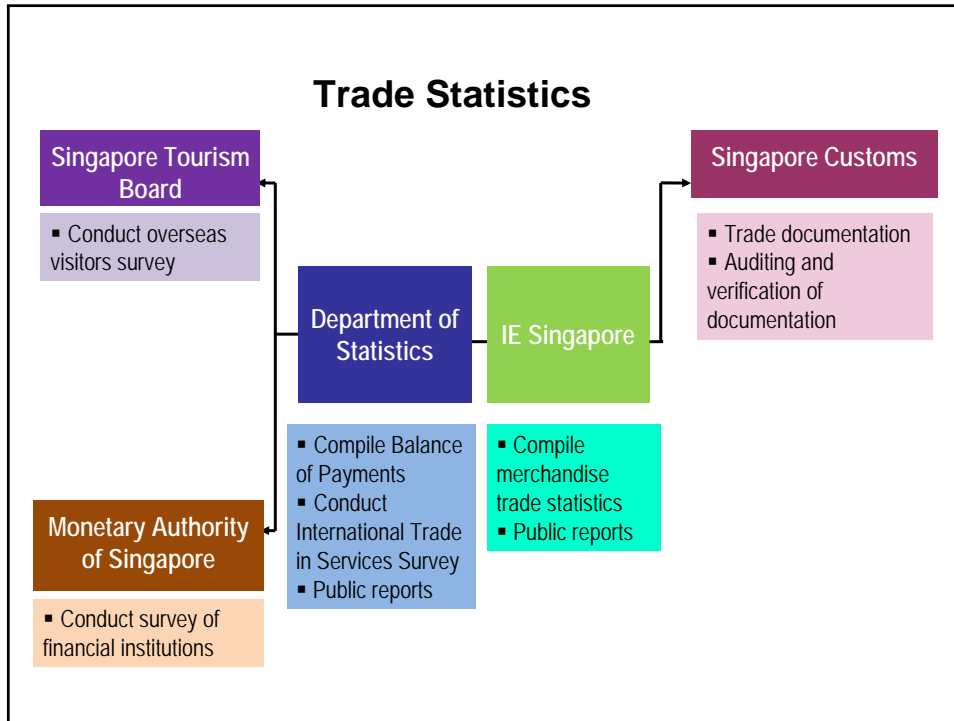 Trade Statistics
Singapore Tourism
Board
▪ Conduct overseas
visitors survey
Singapore Customs
▪ Trade documentation
▪ Auditing and
verification of
documentation
Department of
Statistics
IE Singapore
▪ Compile Balance
of Payments
▪ Conduct
International Trade
in Services Survey
▪ Public reports
▪ Compile
merchandise
trade statistics
▪ Public reports
Monetary Authority
of Singapore
▪ Conduct survey of
financial institutions